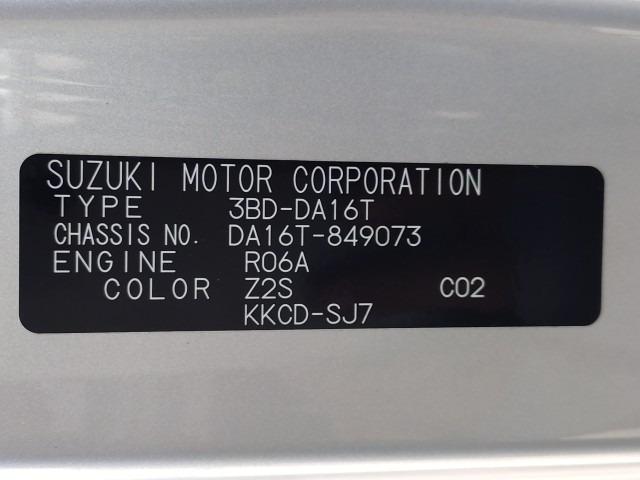 SUZUKI MOTOR CORPORATION
TYPE 3BD-DA16T
CHASSIS NO. DA16T-849073
ENGINE R06A
COLOR Z2S C02
KKCD-SJ7